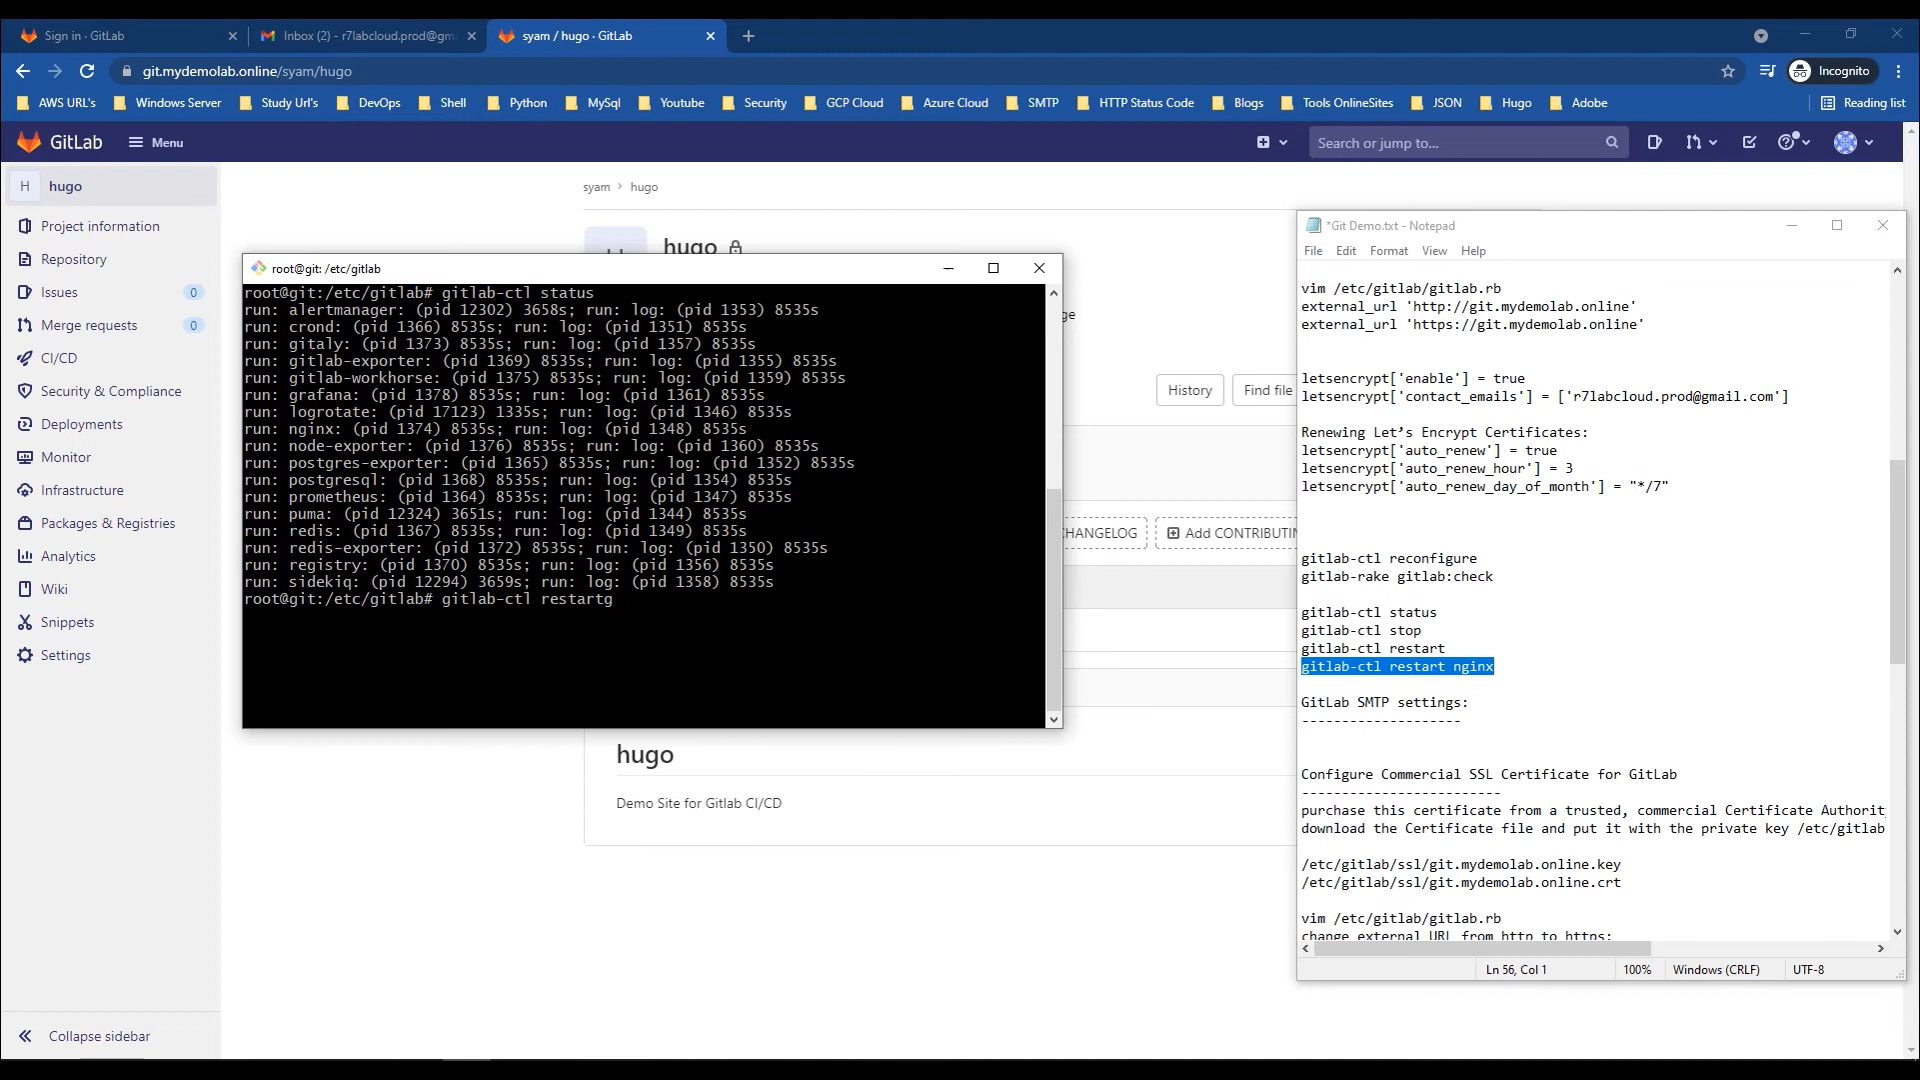 Sign in · GitLab
Inbox (2) - r7labcloud.prod@gm
syam / hugo · GitLab
git.mydemolab.online/syam/hugo
Incognito
AWS URL's
Windows Server
Study Url's
DevOps
Shell
Python
MySql
Youtube
Security
GCP Cloud
Azure Cloud
SMTP
HTTP Status Code
Blogs
Tools OnlineSites
JSON
Hugo
Adobe
Reading list
GitLab
Menu
Search or jump to...
H
hugo
Project information
Repository
Issues
0
Merge requests
0
CI/CD
Security & Compliance
Deployments
Monitor
Infrastructure
Packages & Registries
Analytics
Wiki
Snippets
Settings
Collapse sidebar
syam > hugo
hugo
History
Find file
CHANGELOG
Add CONTRIBUTIN
hugo
Demo Site for Gitlab CI/CD
root@git: /etc/gitlab
root@git:/etc/gitlab# gitlab-ctl status
run: alertmanager: (pid 12302) 3658s; run: log: (pid 1353) 8535s
run: crond: (pid 1366) 8535s; run: log: (pid 1351) 8535s
run: gitaly: (pid 1373) 8535s; run: log: (pid 1357) 8535s
run: gitlab-exporter: (pid 1369) 8535s; run: log: (pid 1355) 8535s
run: gitlab-workhorse: (pid 1375) 8535s; run: log: (pid 1359) 8535s
run: grafana: (pid 1378) 8535s; run: log: (pid 1361) 8535s
run: logrotate: (pid 17123) 1335s; run: log: (pid 1346) 8535s
run: nginx: (pid 1374) 8535s; run: log: (pid 1348) 8535s
run: node-exporter: (pid 1376) 8535s; run: log: (pid 1360) 8535s
run: postgres-exporter: (pid 1365) 8535s; run: log: (pid 1352) 8535s
run: postgresql: (pid 1368) 8535s; run: log: (pid 1354) 8535s
run: prometheus: (pid 1364) 8535s; run: log: (pid 1347) 8535s
run: puma: (pid 12324) 3651s; run: log: (pid 1344) 8535s
run: redis: (pid 1367) 8535s; run: log: (pid 1349) 8535s
run: redis-exporter: (pid 1372) 8535s; run: log: (pid 1350) 8535s
run: registry: (pid 1370) 8535s; run: log: (pid 1356) 8535s
run: sidekiq: (pid 12294) 3659s; run: log: (pid 1358) 8535s
root@git:/etc/gitlab# gitlab-ctl restartg
*Git Demo.txt - Notepad
File Edit Format View Help
vim /etc/gitlab/gitlab.rb
external_url 'http://git.mydemolab.online'
external_url 'https://git.mydemolab.online'
letsencrypt['enable'] = true
letsencrypt['contact_emails'] = ['r7labcloud.prod@gmail.com']
Renewing Let’s Encrypt Certificates:
letsencrypt['auto_renew'] = true
letsencrypt['auto_renew_hour'] = 3
letsencrypt['auto_renew_day_of_month'] = "*/7"
gitlab-ctl reconfigure
gitlab-rake gitlab:check
gitlab-ctl status
gitlab-ctl stop
gitlab-ctl restart
gitlab-ctl restart nginx
GitLab SMTP settings:
--------------------
Configure Commercial SSL Certificate for GitLab
-------------------------
purchase this certificate from a trusted, commercial Certificate Authorit
download the Certificate file and put it with the private key /etc/gitlab
/etc/gitlab/ssl/git.mydemolab.online.key
/etc/gitlab/ssl/git.mydemolab.online.crt
vim /etc/gitlab/gitlab.rb
change external URL from http to https:
Ln 56, Col 1
100%
Windows (CRLF)
UTF-8